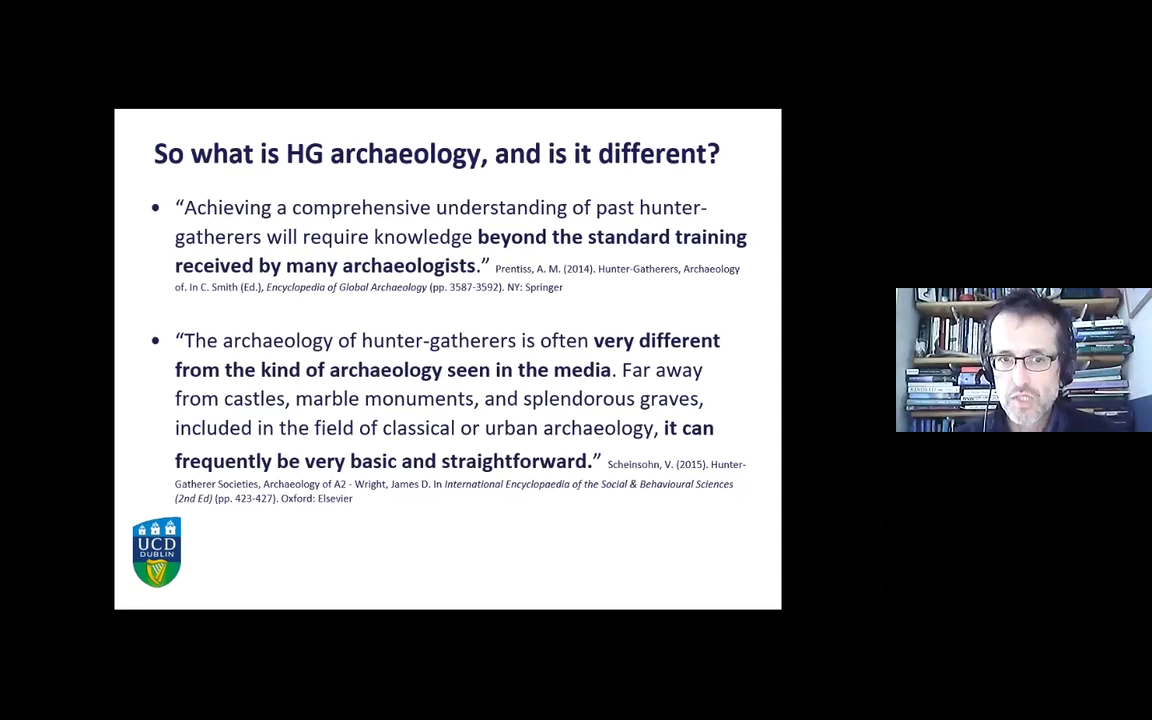 So what is HG archaeology, and is it different?
• “Achieving a comprehensive understanding of past hunter-
gatherers will require knowledge beyond the standard training
received by many archaeologists.” Prentiss, A. M. (2014). Hunter-Gatherers, Archaeology
of. In C. Smith (Ed.), Encyclopedia of Global Archaeology (pp. 3587-3592). NY: Springer
• “The archaeology of hunter-gatherers is often very different
from the kind of archaeology seen in the media. Far away
from castles, marble monuments, and splendorous graves,
included in the field of classical or urban archaeology, it can
frequently be very basic and straightforward.” Scheinsohn, V. (2015). Hunter-
Gatherer Societies, Archaeology of A2 - Wright, James D. In International Encyclopaedia of the Social & Behavioural Sciences
(2nd Ed) (pp. 423-427). Oxford: Elsevier
UCD
DUBLIN